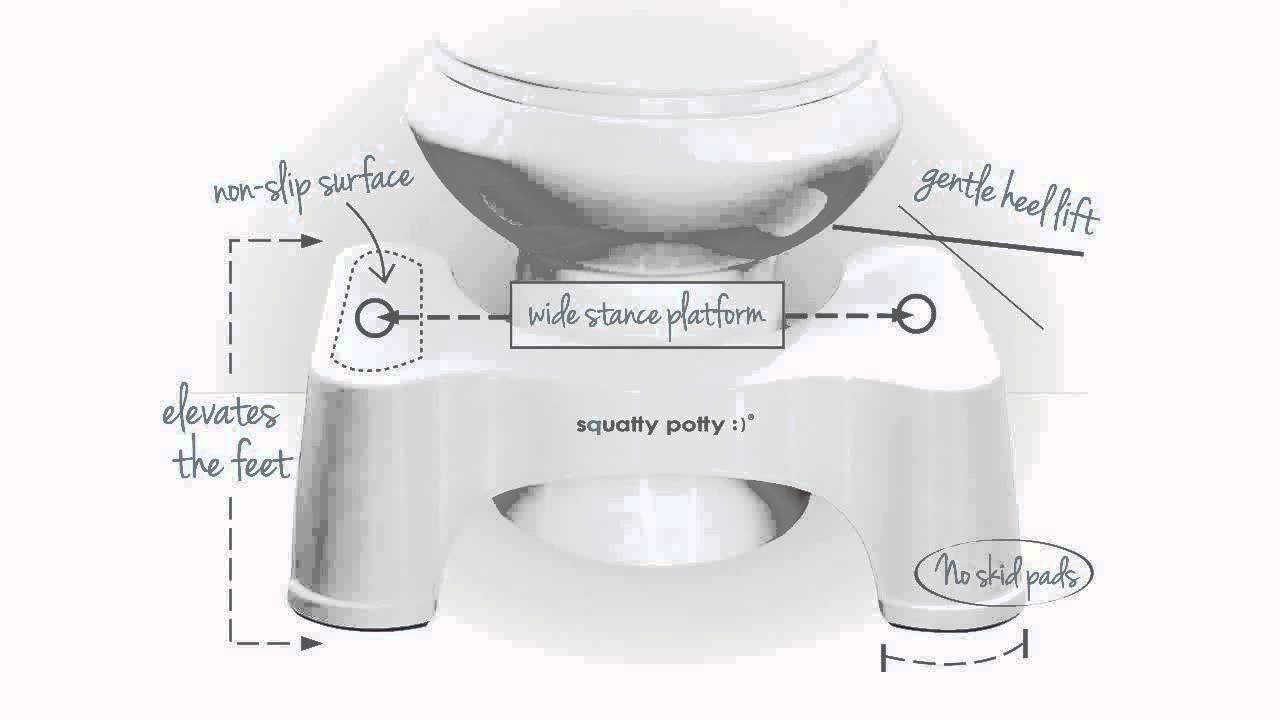 non-slip surface
gentle heel lift
wide stance platform
elevates
the feet
squatty potty :)®
No skid pads